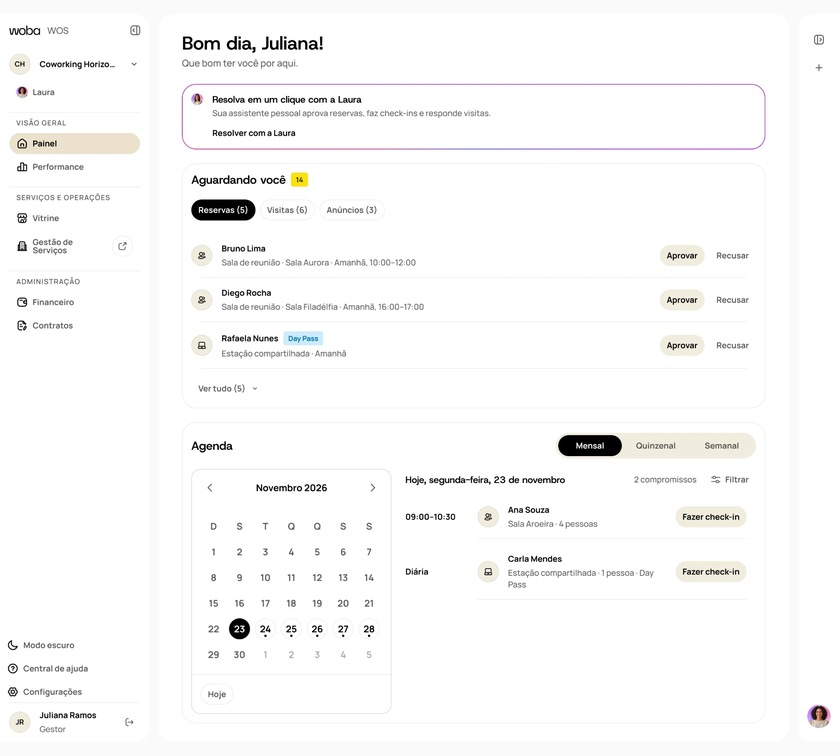 woba WOS
CH Coworking Horizo...
Laura
VISÃO GERAL
Painel
Performance
SERVIÇOS E OPERAÇÕES
Vitrine
Gestão de
Serviços
ADMINISTRAÇÃO
Financeiro
Contratos
Modo escuro
Central de ajuda
Configurações
JR Juliana Ramos
Gestor
Bom dia, Juliana!
Que bom ter você por aqui.
Resolva em um clique com a Laura
Sua assistente pessoal aprova reservas, faz check-ins e responde visitas.
Resolver com a Laura
Aguardando você 14
Reservas (5) Visitas (6) Anúncios (3)
Bruno Lima
Sala de reunião · Sala Aurora · Amanhã, 10:00–12:00
Aprovar Recusar
Diego Rocha
Sala de reunião · Sala Filadélfia · Amanhã, 16:00–17:00
Aprovar Recusar
Rafaela Nunes Day Pass
Estação compartilhada · Amanhã
Aprovar Recusar
Ver tudo (5)
Agenda
Mensal Quinzenal Semanal
Novembro 2026
D S T Q Q S S
1 2 3 4 5 6 7
8 9 10 11 12 13 14
15 16 17 18 19 20 21
22 23 24 25 26 27 28
29 30 1 2 3 4 5
Hoje
Hoje, segunda-feira, 23 de novembro 2 compromissos Filtrar
09:00–10:30
Ana Souza
Sala Aroeira · 4 pessoas
Fazer check-in
Diária
Carla Mendes
Estação compartilhada · 1 pessoa · Day
Pass
Fazer check-in